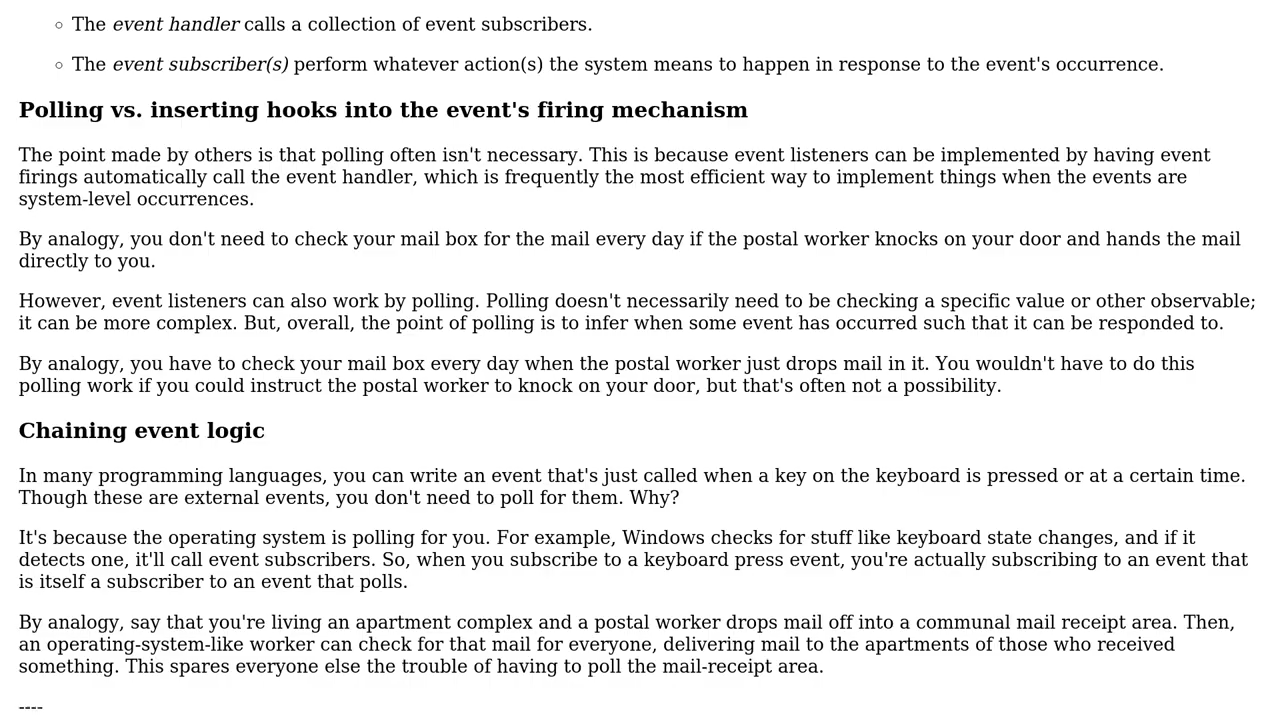 ◦ The event handler calls a collection of event subscribers.
◦ The event subscriber(s) perform whatever action(s) the system means to happen in response to the event's occurrence.
Polling vs. inserting hooks into the event's firing mechanism
The point made by others is that polling often isn't necessary. This is because event listeners can be implemented by having event
firings automatically call the event handler, which is frequently the most efficient way to implement things when the events are
system-level occurrences.
By analogy, you don't need to check your mail box for the mail every day if the postal worker knocks on your door and hands the mail
directly to you.
However, event listeners can also work by polling. Polling doesn't necessarily need to be checking a specific value or other observable;
it can be more complex. But, overall, the point of polling is to infer when some event has occurred such that it can be responded to.
By analogy, you have to check your mail box every day when the postal worker just drops mail in it. You wouldn't have to do this
polling work if you could instruct the postal worker to knock on your door, but that's often not a possibility.
Chaining event logic
In many programming languages, you can write an event that's just called when a key on the keyboard is pressed or at a certain time.
Though these are external events, you don't need to poll for them. Why?
It's because the operating system is polling for you. For example, Windows checks for stuff like keyboard state changes, and if it
detects one, it'll call event subscribers. So, when you subscribe to a keyboard press event, you're actually subscribing to an event that
is itself a subscriber to an event that polls.
By analogy, say that you're living an apartment complex and a postal worker drops mail off into a communal mail receipt area. Then,
an operating-system-like worker can check for that mail for everyone, delivering mail to the apartments of those who received
something. This spares everyone else the trouble of having to poll the mail-receipt area.
----